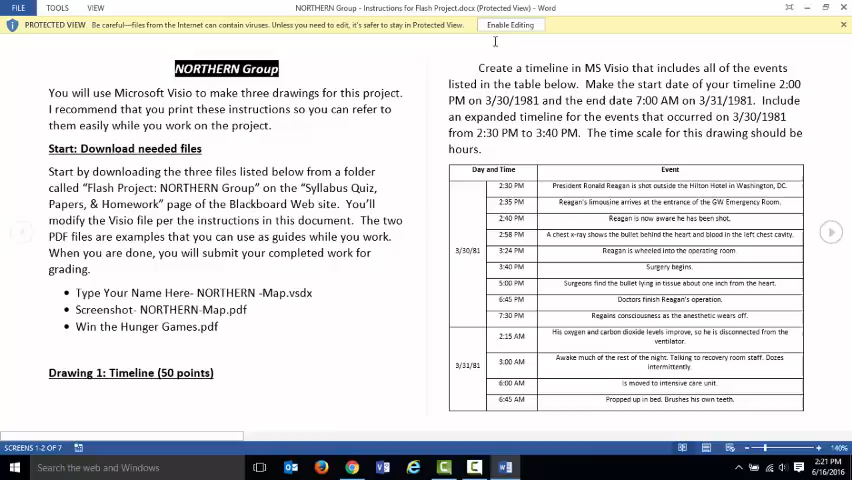 FILE TOOLS VIEW NORTHERN Group - Instructions for Flash Project.docx (Protected View) - Word
PROTECTED VIEW Be careful—files from the Internet can contain viruses. Unless you need to edit, it's safer to stay in Protected View. Enable Editing
NORTHERN Group
You will use Microsoft Visio to make three drawings for this project.
I recommend that you print these instructions so you can refer to
them easily while you work on the project.
Start: Download needed files
Start by downloading the three files listed below from a folder
called “Flash Project: NORTHERN Group” on the “Syllabus Quiz,
Papers, & Homework” page of the Blackboard Web site. You’ll
modify the Visio file per the instructions in this document. The two
PDF files are examples that you can use as guides while you work.
When you are done, you will submit your completed work for
grading.
• Type Your Name Here- NORTHERN -Map.vsdx
• Screenshot- NORTHERN-Map.pdf
• Win the Hunger Games.pdf
Drawing 1: Timeline (50 points)
Create a timeline in MS Visio that includes all of the events
listed in the table below. Make the start date of your timeline 2:00
PM on 3/30/1981 and the end date 7:00 AM on 3/31/1981. Include
an expanded timeline for the events that occurred on 3/30/1981
from 2:30 PM to 3:40 PM. The time scale for this drawing should be
hours.
Day and Time Event
3/30/81
2:30 PM President Ronald Reagan is shot outside the Hilton Hotel in Washington, DC.
2:35 PM Reagan's limousine arrives at the entrance of the GW Emergency Room.
2:40 PM Reagan is now aware he has been shot.
2:58 PM A chest x-ray shows the bullet behind the heart and blood in the left chest cavity.
3:24 PM Reagan is wheeled into the operating room.
3:40 PM Surgery begins.
5:00 PM Surgeons find the bullet lying in tissue about one inch from the heart.
6:45 PM Doctors finish Reagan's operation.
7:30 PM Regains consciousness as the anesthetic wears off.
3/31/81
2:15 AM His oxygen and carbon dioxide levels improve, so he is disconnected from the
ventilator.
3:00 AM Awake much of the rest of the night. Talking to recovery room staff. Dozes
intermittently.
6:00 AM Is moved to intensive care unit.
6:45 AM Propped up in bed. Brushes his own teeth.
SCREENS 1-2 OF 7 140%
Search the web and Windows
2:21 PM
6/16/2016